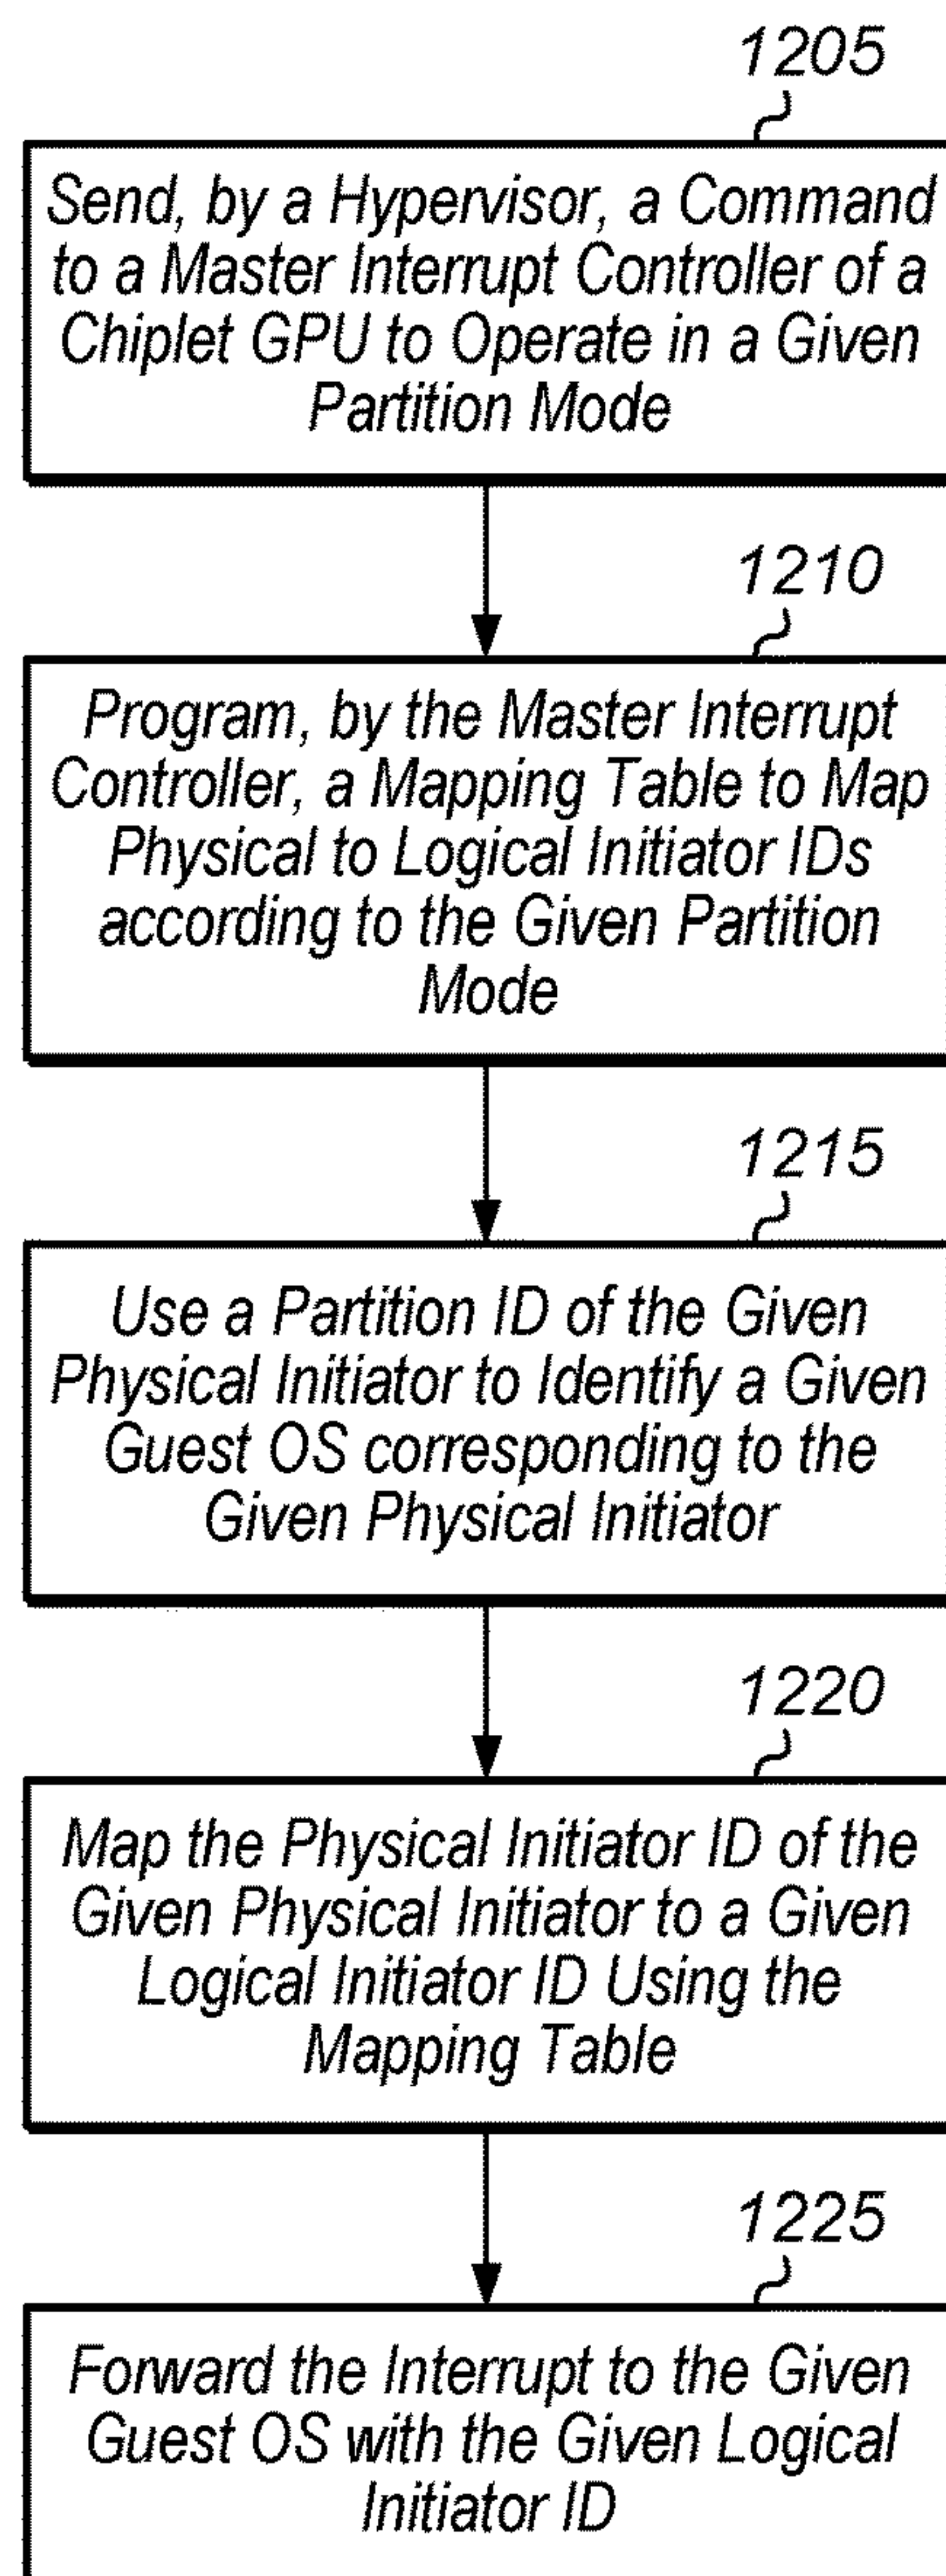 1205
Send, by a Hypervisor, a Command
to a Master Interrupt Controller of a
Chiplet GPU to Operate in a Given
Partition Mode
1210
Program, by the Master Interrupt
Controller, a Mapping Table to Map
Physical to Logical Initiator IDs
according to the Given Partition
Mode
1215
Use a Partition ID of the Given
Physical Initiator to Identify a Given
Guest OS corresponding to the
Given Physical Initiator
1220
Map the Physical Initiator ID of the
Given Physical Initiator to a Given
Logical Initiator ID Using the
Mapping Table
1225
Forward the Interrupt to the Given
Guest OS with the Given Logical
Initiator ID